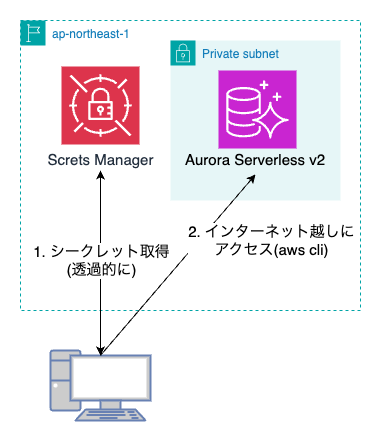 ap-northeast-1
Private subnet
Screts Manager
Aurora Serverless v2
1. シークレット取得
(透過的に)
2. インターネット越しに
アクセス(aws cli)